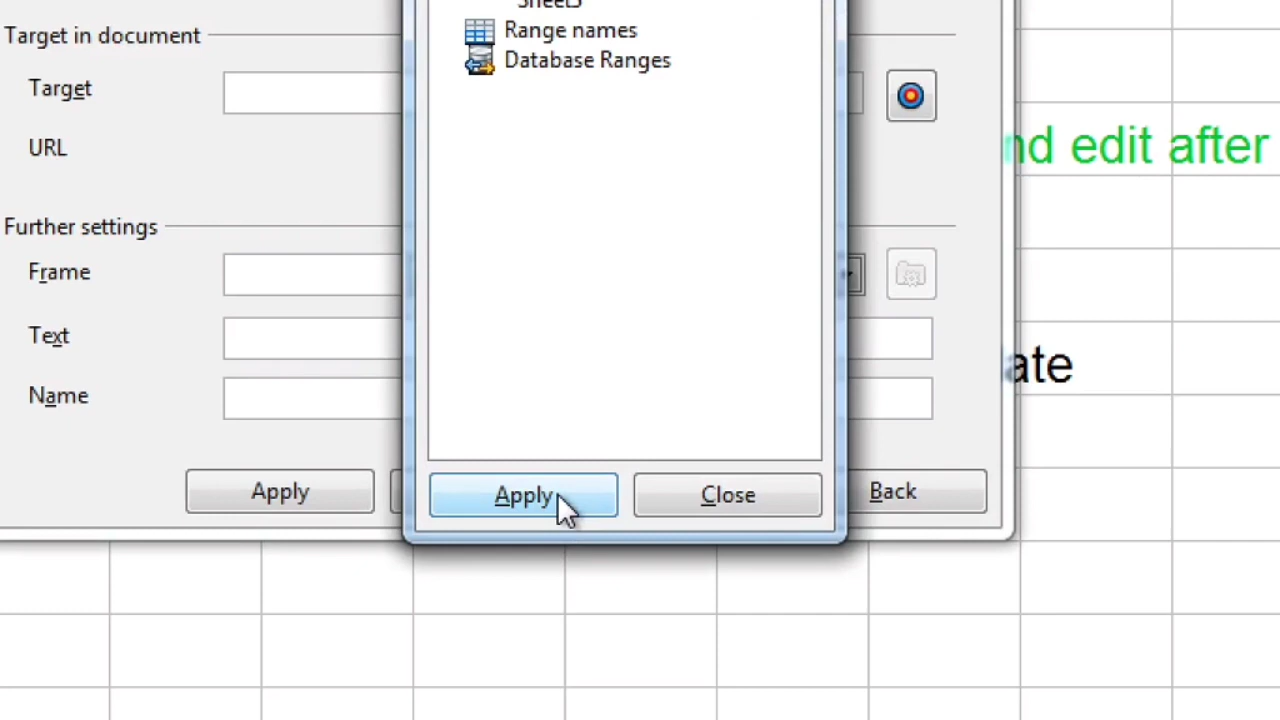 Sheet3
Range names
Database Ranges
Target in document
Target
URL
nd edit after
Further settings
Frame
Text
ate
Name
Apply
Apply
Close
Back